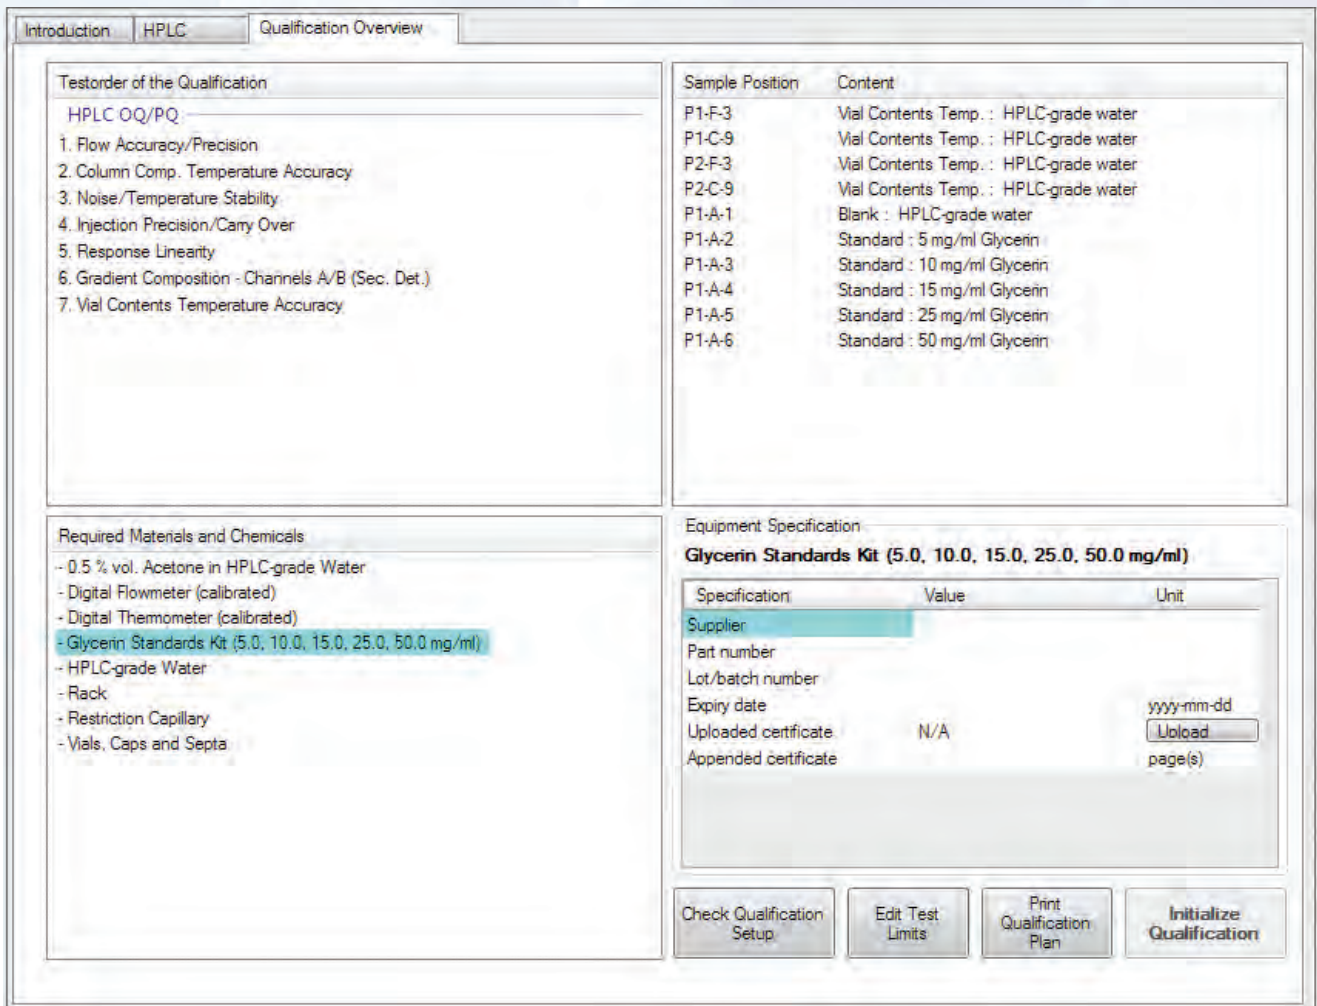 Introduction HPLC Qualification Overview
Testorder of the Qualification
HPLC OQ/PQ
1. Flow Accuracy/Precision
2. Column Comp. Temperature Accuracy
3. Noise/Temperature Stability
4. Injection Precision/Carry Over
5. Response Linearity
6. Gradient Composition - Channels A/B (Sec. Det.)
7. Vial Contents Temperature Accuracy
Sample Position Content
P1-F-3 Vial Contents Temp. : HPLC-grade water
P1-C-9 Vial Contents Temp. : HPLC-grade water
P2-F-3 Vial Contents Temp. : HPLC-grade water
P2-C-9 Vial Contents Temp. : HPLC-grade water
P1-A-1 Blank : HPLC-grade water
P1-A-2 Standard : 5 mg/ml Glycerin
P1-A-3 Standard : 10 mg/ml Glycerin
P1-A-4 Standard : 15 mg/ml Glycerin
P1-A-5 Standard : 25 mg/ml Glycerin
P1-A-6 Standard : 50 mg/ml Glycerin
Required Materials and Chemicals
- 0.5 % vol. Acetone in HPLC-grade Water
- Digital Flowmeter (calibrated)
- Digital Thermometer (calibrated)
- Glycerin Standards Kit (5.0, 10.0, 15.0, 25.0, 50.0 mg/ml)
- HPLC-grade Water
- Rack
- Restriction Capillary
- Vials, Caps and Septa
Equipment Specification
Glycerin Standards Kit (5.0, 10.0, 15.0, 25.0, 50.0 mg/ml)
Specification Value Unit
Supplier
Part number
Lot/batch number
Expiry date yyyy-mm-dd
Uploaded certificate N/A Upload
Appended certificate page(s)
Check Qualification
Setup
Edit Test
Limits
Print
Qualification
Plan
Initialize
Qualification